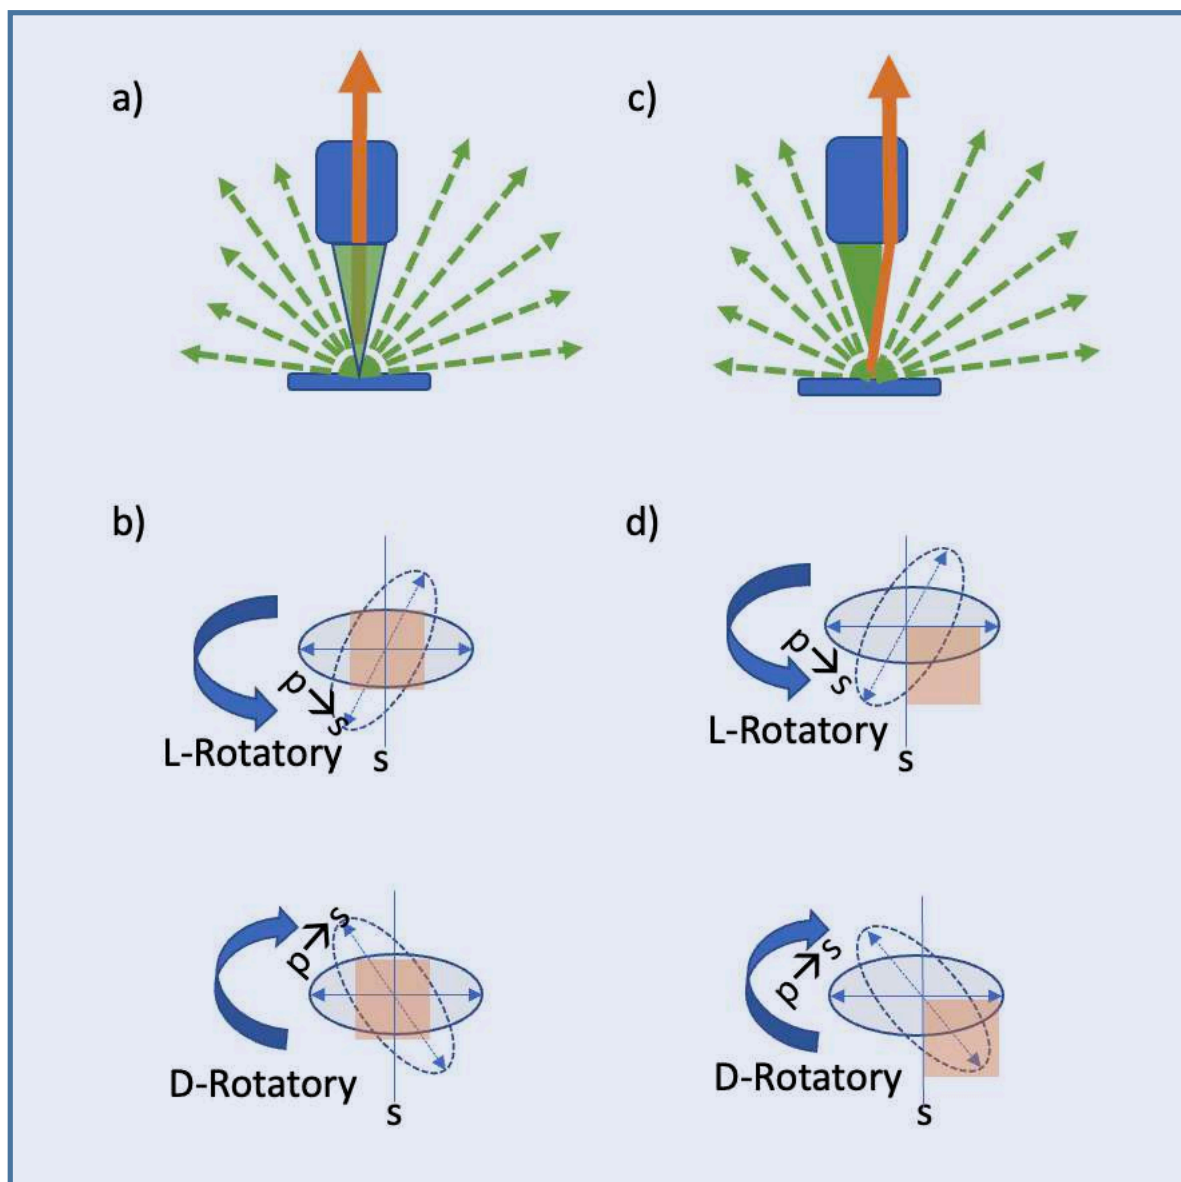 a)
c)
b)
p→s
L-Rotatory
s
d)
p→s
L-Rotatory
s
p→s
D-Rotatory
s
p→s
D-Rotatory
s